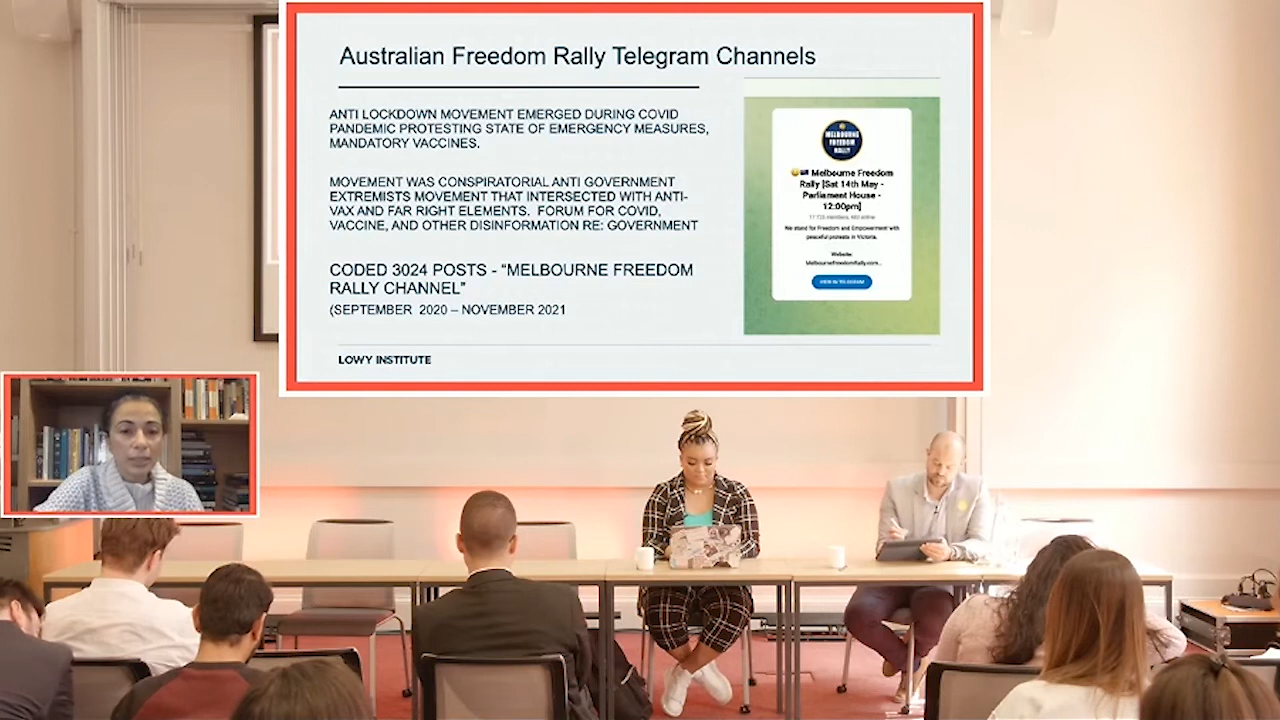 Australian Freedom Rally Telegram Channels
ANTI LOCKDOWN MOVEMENT EMERGED DURING COVID
PANDEMIC PROTESTING STATE OF EMERGENCY MEASURES,
MANDATORY VACCINES.
MOVEMENT WAS CONSPIRATORIAL ANTI GOVERNMENT
EXTREMISTS MOVEMENT THAT INTERSECTED WITH ANTI-
VAX AND FAR RIGHT ELEMENTS. FORUM FOR COVID,
VACCINE, AND OTHER DISINFORMATION RE: GOVERNMENT
CODED 3024 POSTS - “MELBOURNE FREEDOM
RALLY CHANNEL”
(SEPTEMBER 2020 – NOVEMBER 2021
LOWY INSTITUTE
MELBOURNE
FREEDOM
RALLY
Melbourne Freedom
Rally [Sat 14th May -
Parliament House -
12:00pm]
members, online
We stand for Freedom and Empowerment with
peaceful protests in Victoria.
Website:
Melbournefreedomrally.com...
VIEW IN TELEGRAM